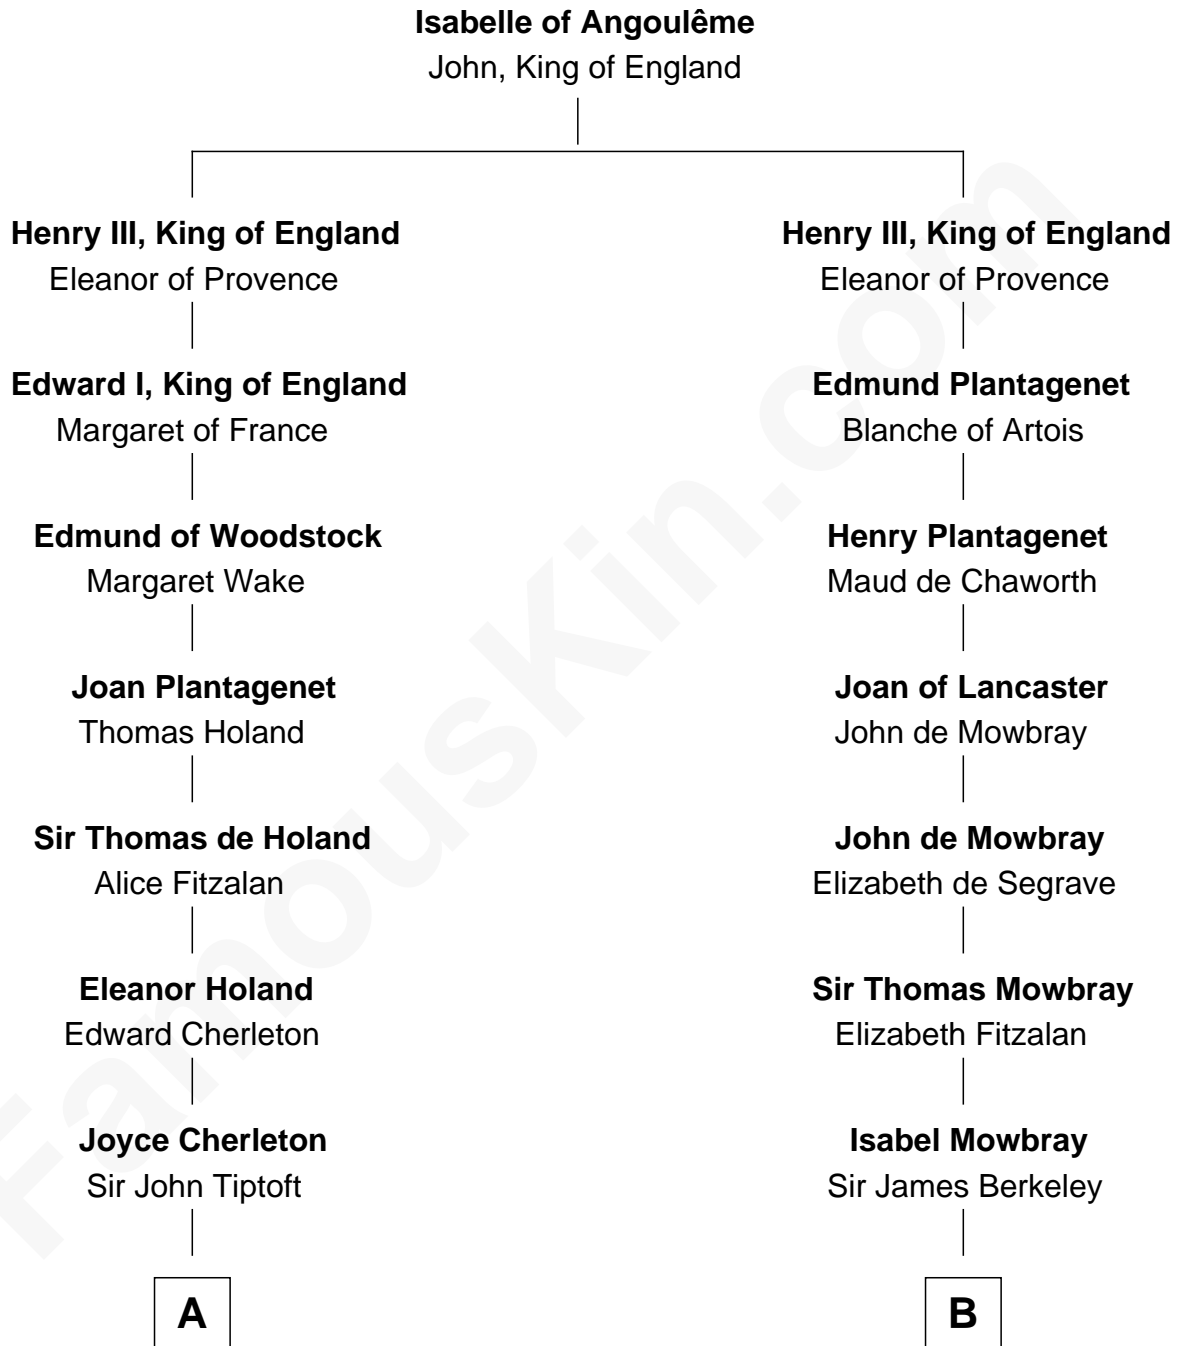 Isabelle of Angoulême
John, King of England
Henry III, King of England
Eleanor of Provence
Edward I, King of England
Margaret of France
Edmund of Woodstock
Margaret Wake
Joan Plantagenet
Thomas Holand
Sir Thomas de Holand
Alice Fitzalan
Eleanor Holand
Edward Cherleton
Joyce Cherleton
Sir John Tiptoft
A
Henry III, King of England
Eleanor of Provence
Edmund Plantagenet
Blanche of Artois
Henry Plantagenet
Maud de Chaworth
Joan of Lancaster
John de Mowbray
John de Mowbray
Elizabeth de Segrave
Sir Thomas Mowbray
Elizabeth Fitzalan
Isabel Mowbray
Sir James Berkeley
B
FamousKin.com